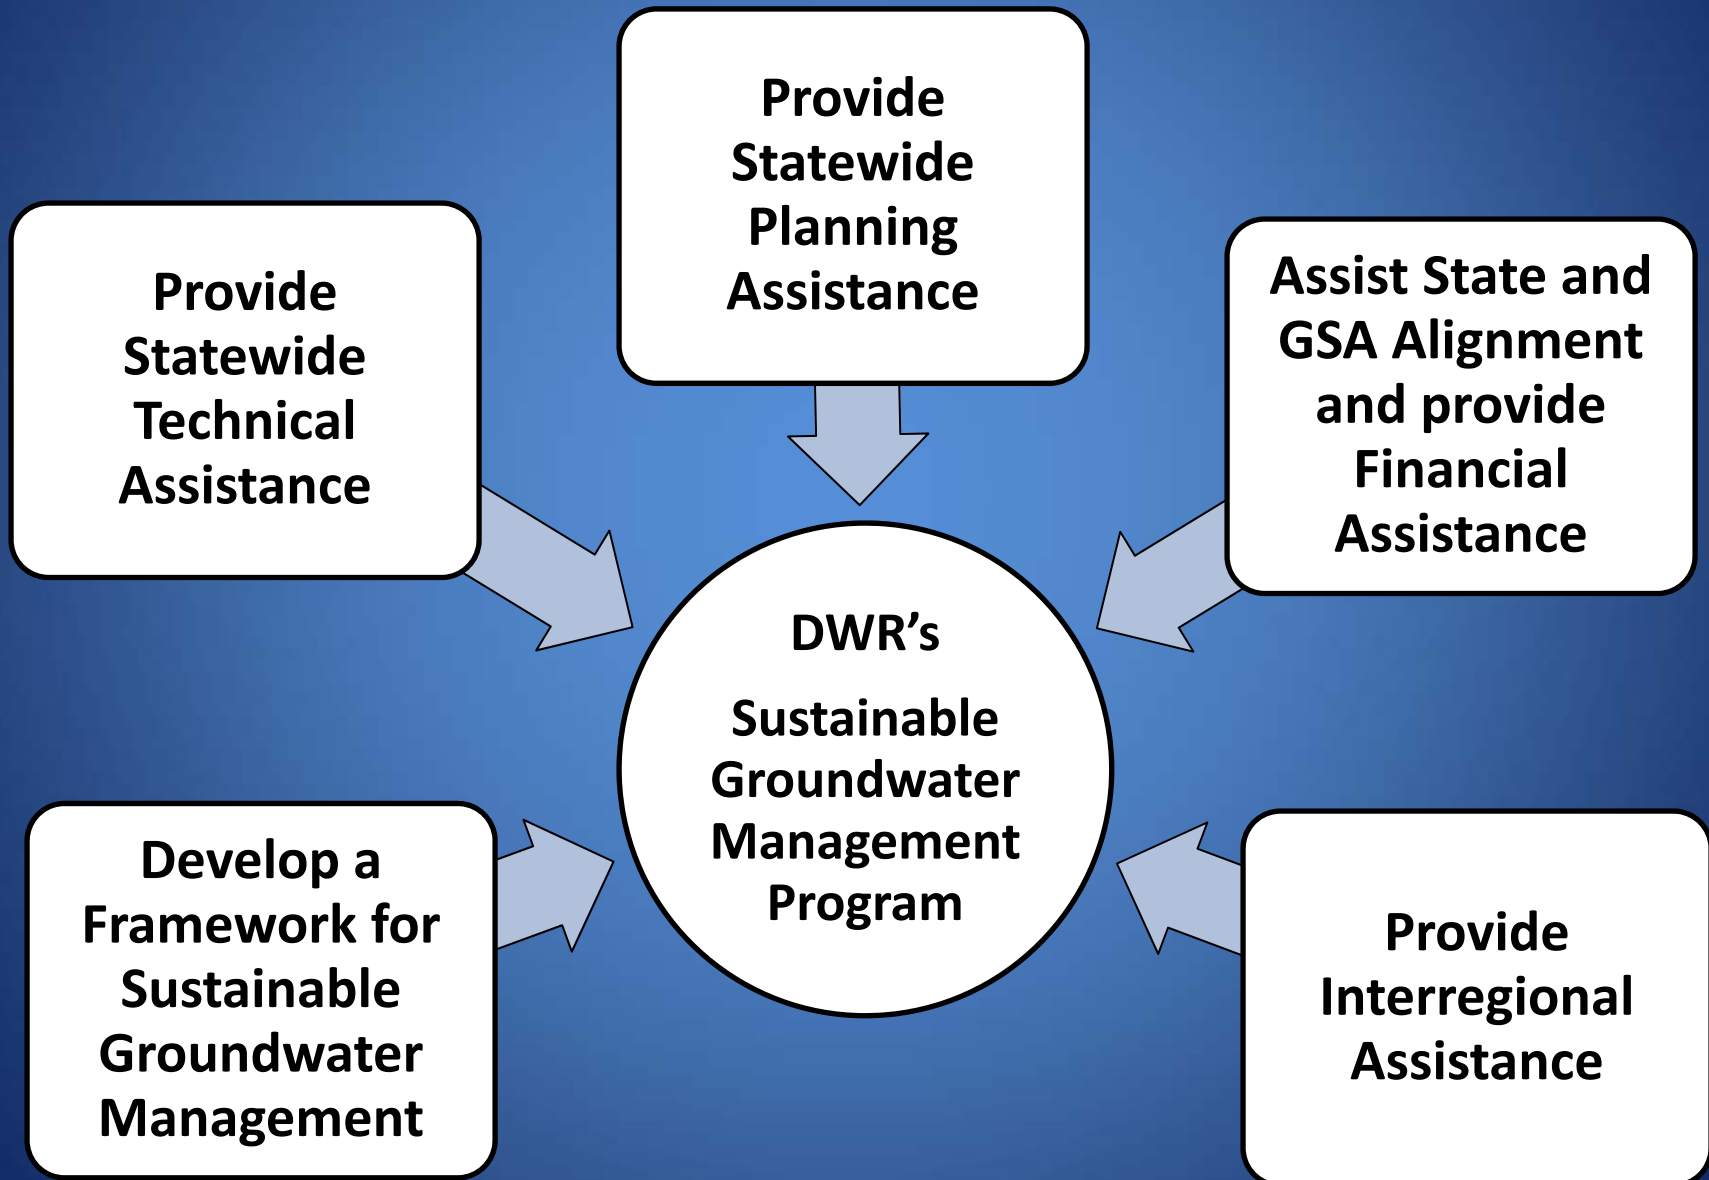 Provide
Statewide
Planning
Assistance
Provide
Statewide
Technical
Assistance
Assist State and
GSA Alignment
and provide
Financial
Assistance
DWR’s
Sustainable
Groundwater
Management
Program
Develop a
Framework for
Sustainable
Groundwater
Management
Provide
Interregional
Assistance